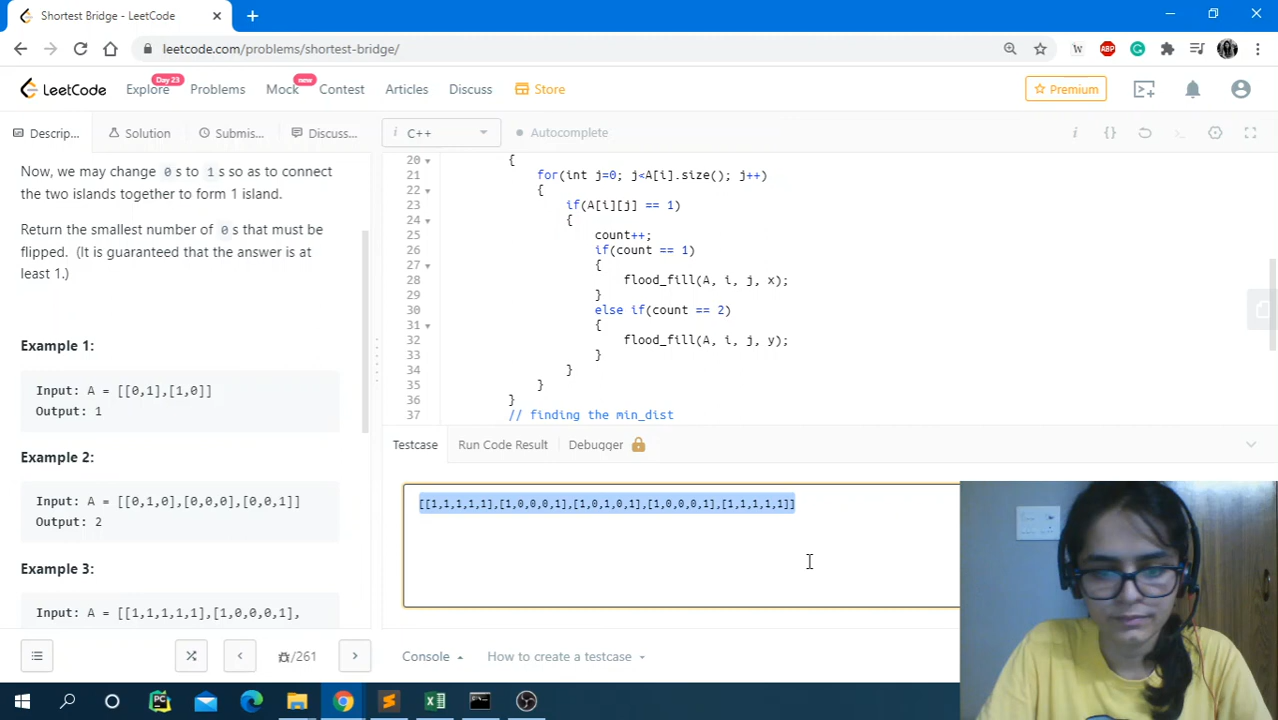 Shortest Bridge - LeetCode
leetcode.com/problems/shortest-bridge/
LeetCode Explore Day 23 Problems Mock new Contest Articles Discuss Store Premium
Descrip... Solution Submis... Discuss...
i C++ Autocomplete
Now, we may change 0 s to 1 s so as to connect
the two islands together to form 1 island.
Return the smallest number of 0 s that must be
flipped.  (It is guaranteed that the answer is at
least 1.)
Example 1:
Input: A = [[0,1],[1,0]]
Output: 1
Example 2:
Input: A = [[0,1,0],[0,0,0],[0,0,1]]
Output: 2
Example 3:
Input: A = [[1,1,1,1,1],[1,0,0,0,1],
20 {
21 for(int j=0; j<A[i].size(); j++)
22 {
23 if(A[i][j] == 1)
24 {
25 count++;
26 if(count == 1)
27 {
28 flood_fill(A, i, j, x);
29 }
30 else if(count == 2)
31 {
32 flood_fill(A, i, j, y);
33 }
34 }
35 }
36 }
37 // finding the min_dist
Testcase Run Code Result Debugger
[[1,1,1,1,1],[1,0,0,0,1],[1,0,1,0,1],[1,0,0,0,1],[1,1,1,1,1]]
/261
Console How to create a testcase